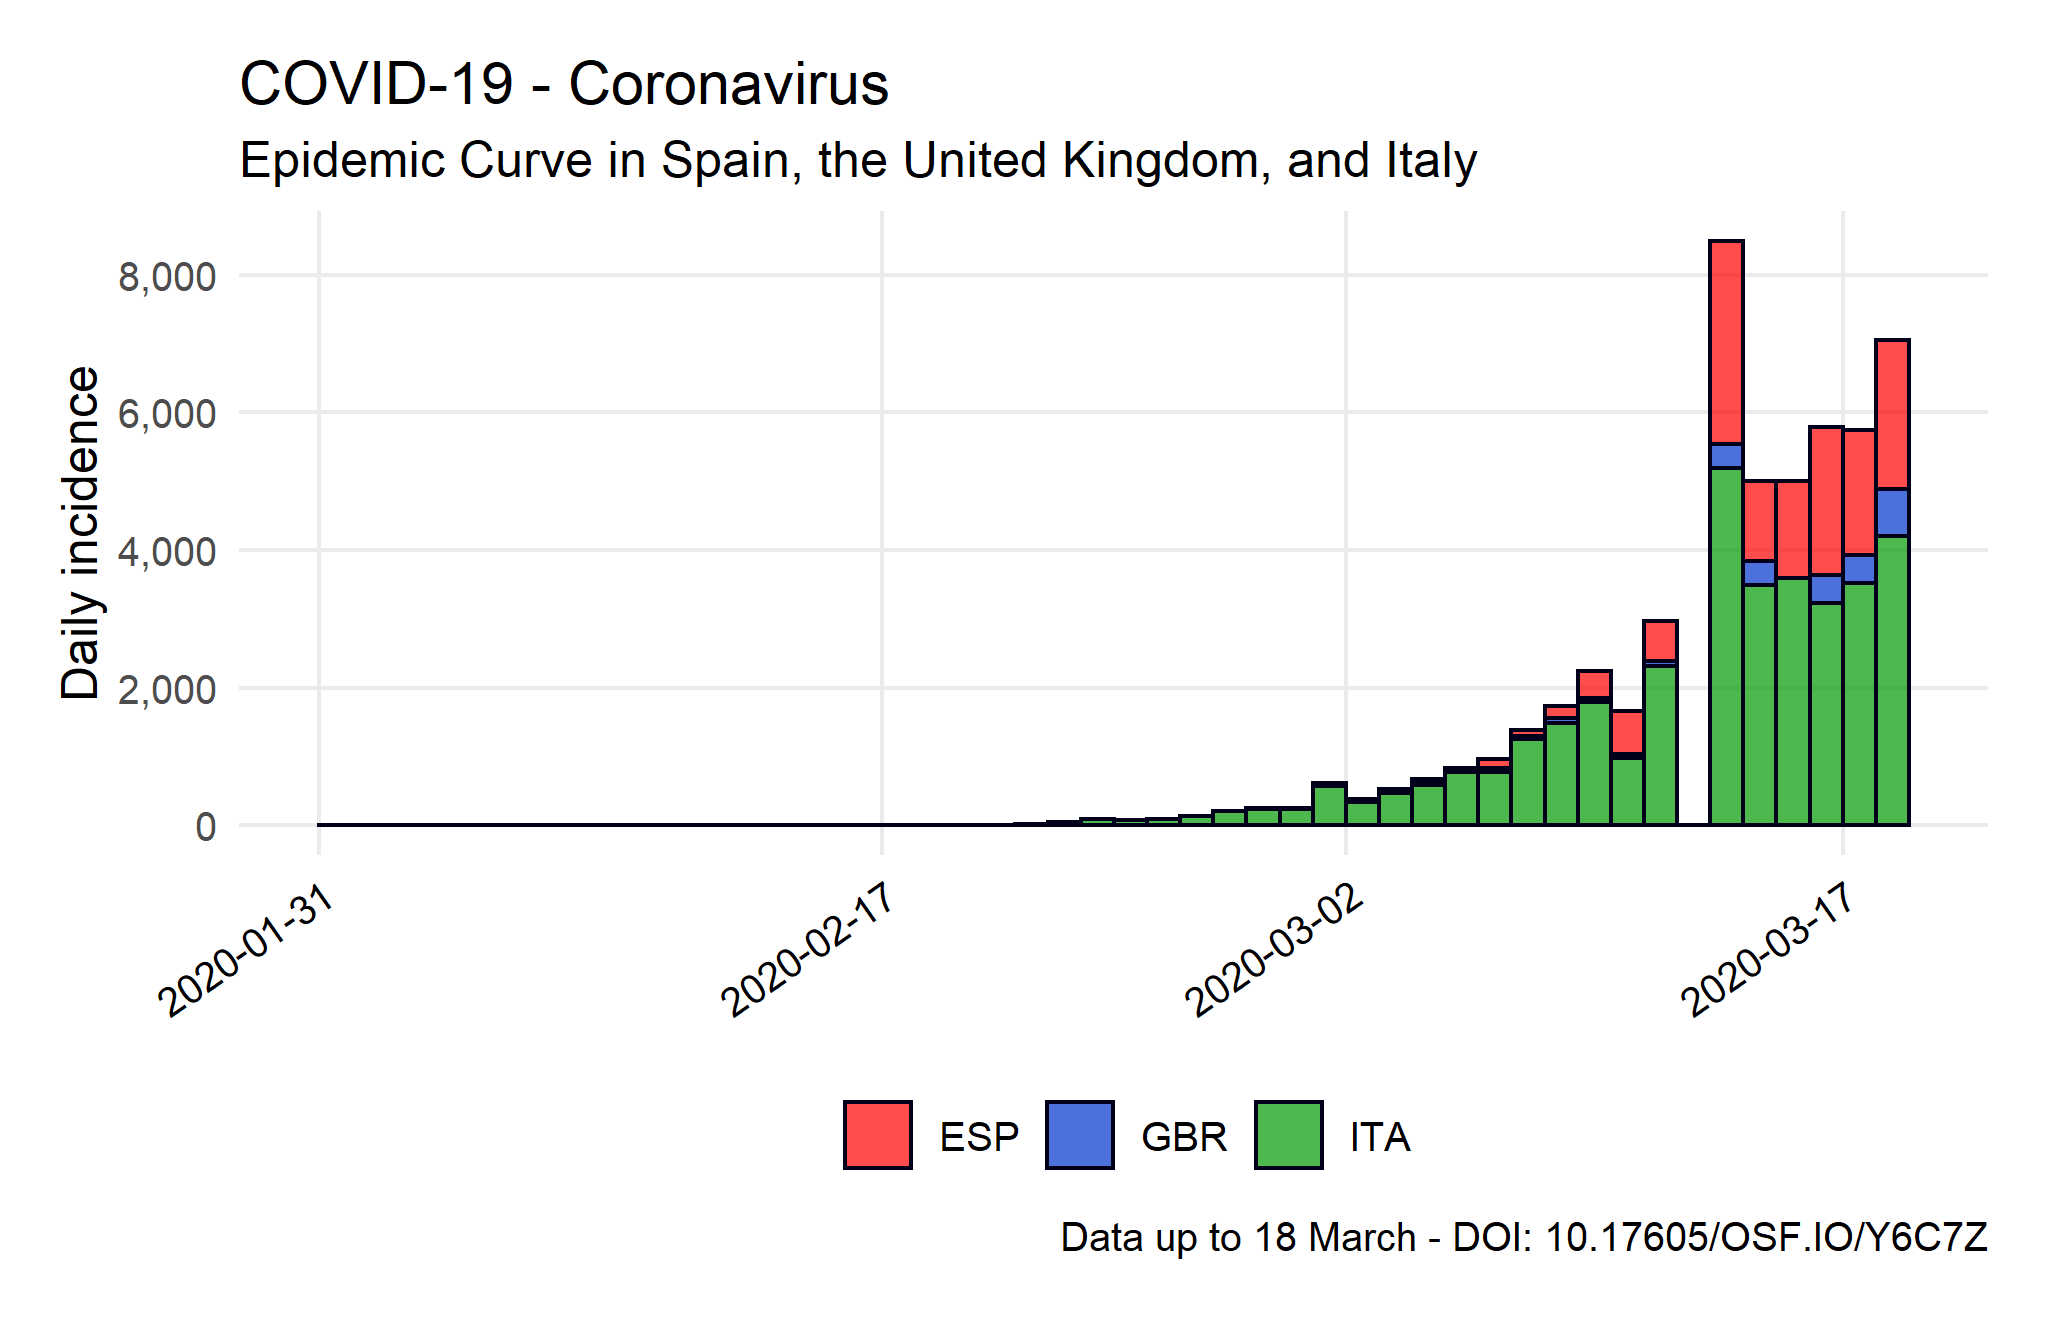 COVID-19 - Coronavirus
Epidemic Curve in Spain, the United Kingdom, and Italy
Daily incidence
8,000
6,000
4,000
2,000
0
2020-01-31
2020-02-17
2020-03-02
2020-03-17
ESP
GBR
ITA
Data up to 18 March - DOI: 10.17605/OSF.IO/Y6C7Z